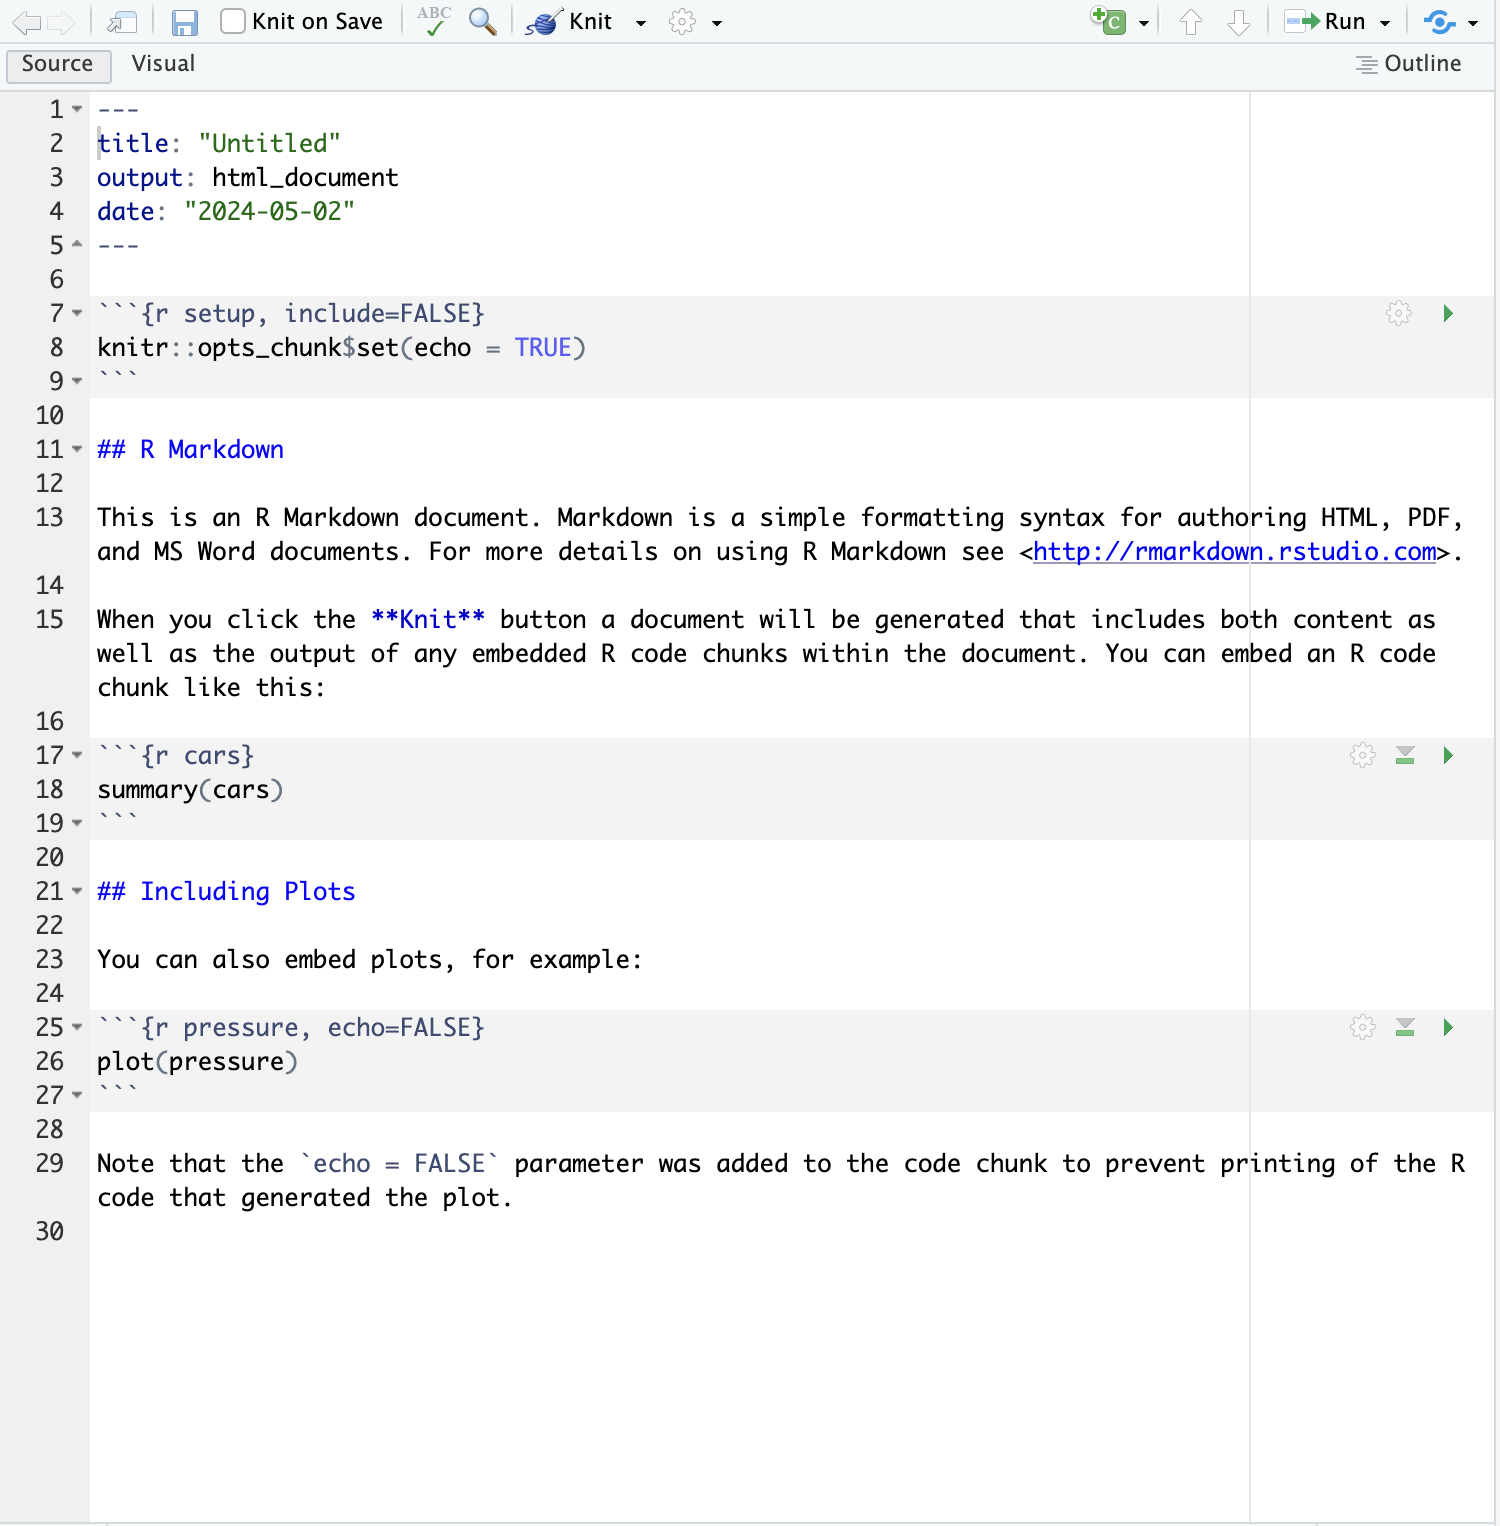 Knit on Save ABC Knit C Run
Source Visual Outline
1 ---
2 title: "Untitled"
3 output: html_document
4 date: "2024-05-02"
5 ---
6
7 ```{r setup, include=FALSE}
8 knitr::opts_chunk$set(echo = TRUE)
9 ```
10
11 ## R Markdown
12
13 This is an R Markdown document. Markdown is a simple formatting syntax for authoring HTML, PDF,
and MS Word documents. For more details on using R Markdown see <http://rmarkdown.rstudio.com>.
14
15 When you click the **Knit** button a document will be generated that includes both content as
well as the output of any embedded R code chunks within the document. You can embed an R code
chunk like this:
16
17 ```{r cars}
18 summary(cars)
19 ```
20
21 ## Including Plots
22
23 You can also embed plots, for example:
24
25 ```{r pressure, echo=FALSE}
26 plot(pressure)
27 ```
28
29 Note that the `echo = FALSE` parameter was added to the code chunk to prevent printing of the R
code that generated the plot.
30